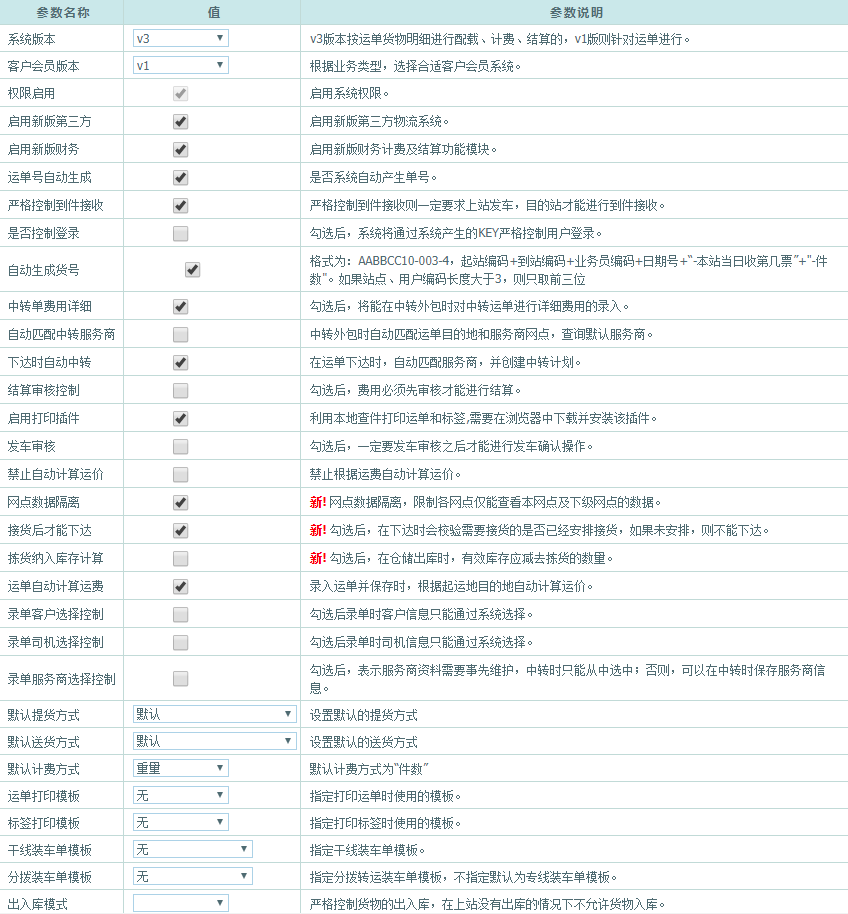 参数名称 值 参数说明
系统版本 v3 v3版本按运单货物明细进行配载、计费、结算的，v1版则针对运单进行。
客户会员版本 v1 根据业务类型，选择合适客户会员系统。
权限启用 启用系统权限。
启用新版第三方 启用新版第三方物流系统。
启用新版财务 启用新版财务计费及结算功能模块。
运单号自动生成 是否系统自动产生单号。
严格控制到件接收 严格控制到件接收则一定要求上站发车，目的站才能进行到件接收。
是否控制登录 勾选后，系统将通过系统产生的KEY严格控制用户登录。
自动生成货号 格式为：AABBCC10-003-4，起站编码+到站编码+业务员编码+日期号+“-本站当日收第几票”+"-件
数"。如果站点、用户编码长度大于3，则只取前三位
中转单费用详细 勾选后，将能在中转外包时对中转运单进行详细费用的录入。
自动匹配中转服务商 中转外包时自动匹配运单目的地和服务商网点，查询默认服务商。
下达时自动中转 在运单下达时，自动匹配服务商，并创建中转计划。
结算审核控制 勾选后，费用必须先审核才能进行结算。
启用打印插件 利用本地查件打印运单和标签,需要在浏览器中下载并安装该插件。
发车审核 勾选后，一定要发车审核之后才能进行发车确认操作。
禁止自动计算运价 禁止根据运费自动计算运价。
网点数据隔离 新! 网点数据隔离，限制各网点仅能查看本网点及下级网点的数据。
接货后才能下达 新! 勾选后，在下达时会校验需要接货的是否已经安排接货，如果未安排，则不能下达。
拣货纳入库存计算 新! 勾选后，在仓储出库时，有效库存应减去拣货的数量。
运单自动计算运费 录入运单并保存时，根据起运地目的地自动计算运价。
录单客户选择控制 勾选后录单时客户信息只能通过系统选择。
录单司机选择控制 勾选后录单时司机信息只能通过系统选择。
录单服务商选择控制 勾选后，表示服务商资料需要事先维护，中转时只能从中选中；否则，可以在中转时保存服务商信
息。
默认提货方式 默认 设置默认的提货方式
默认送货方式 默认 设置默认的送货方式
默认计费方式 重量 默认计费方式为“件数”
运单打印模板 无 指定打印运单时使用的模板。
标签打印模板 无 指定打印标签时使用的模板。
干线装车单模板 无 指定干线装车单模板。
分拨装车单模板 无 指定分拨转运装车单模板，不指定默认为专线装车单模板。
出入库模式 严格控制货物的出入库，在上站没有出库的情况下不允许货物入库。